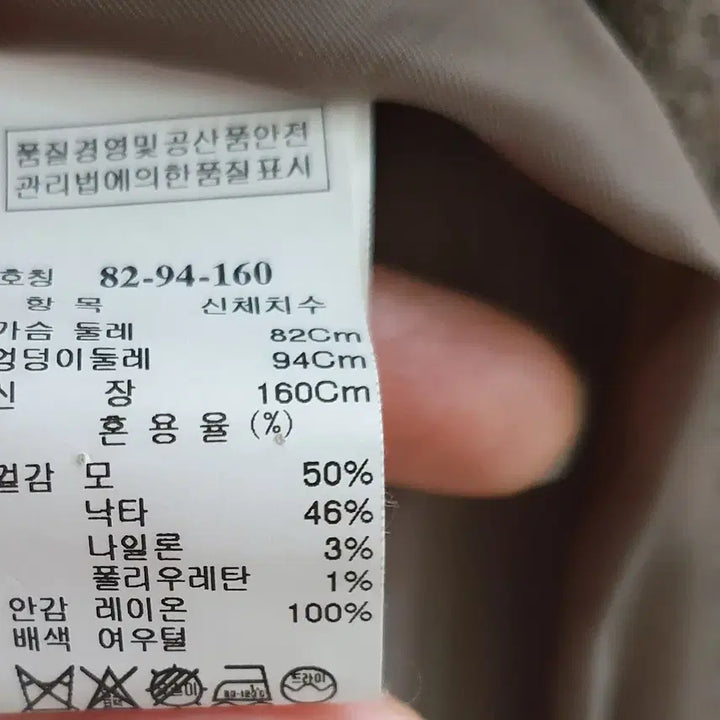 품질경영및공산품안전
관리법에의한품질표시
호칭 82-94-160
항 목 신체치수
가슴 둘레 82Cm
엉덩이둘레 94Cm
신 장 160Cm
혼 용 율 (%)
겉감 모 50%
낙타 46%
나일론 3%
폴리우레탄 1%
안감 레이온 100%
배색 여우털
드라이